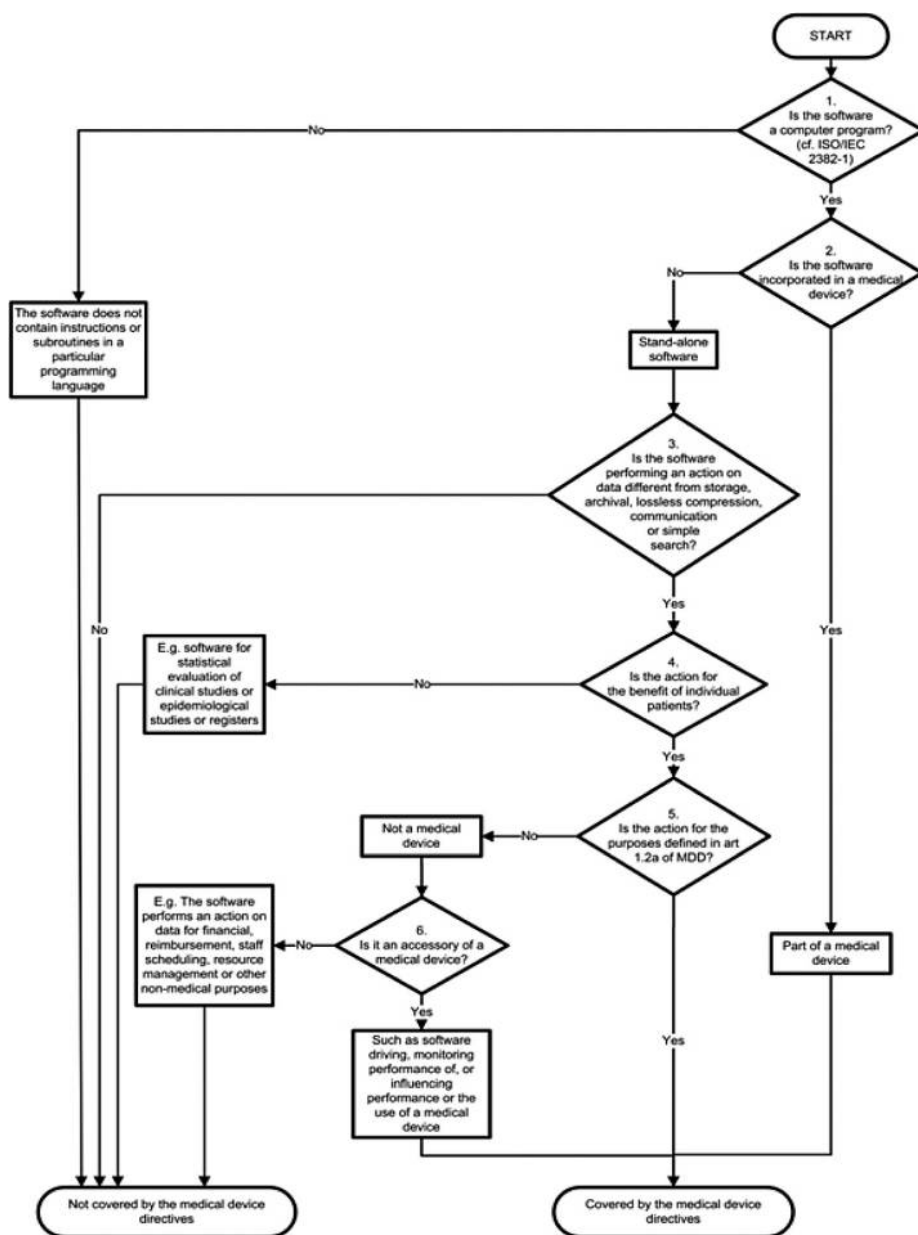 START
1.
Is the software
a computer program?
(cf. ISO/IEC
2382-1)
No
Yes
2.
Is the software
incorporated in a medical
device?
No
The software does not
contain instructions or
subroutines in a
particular
programming
language
Stand-alone
software
3.
Is the software
performing an action on
data different from storage,
archival, lossless compression,
communication
or simple
search?
Yes
No
Yes
E.g. software for
statistical
evaluation of
clinical studies or
epidemiological
studies or registers
No
4.
Is the action for
the benefit of individual
patients?
Yes
5.
Is the action for the
purposes defined in art
1.2a of MDD?
No
Not a medical
device
E.g. The software
performs an action on
data for financial,
reimbursement, staff
scheduling, resource
management or other
non-medical purposes
No
6.
Is it an accessory of a
medical device?
Part of a medical
device
Yes
Yes
Such as software
driving, monitoring
performance of, or
influencing
performance or the
use of a medical
device
Not covered by the medical device
directives
Covered by the medical device
directives